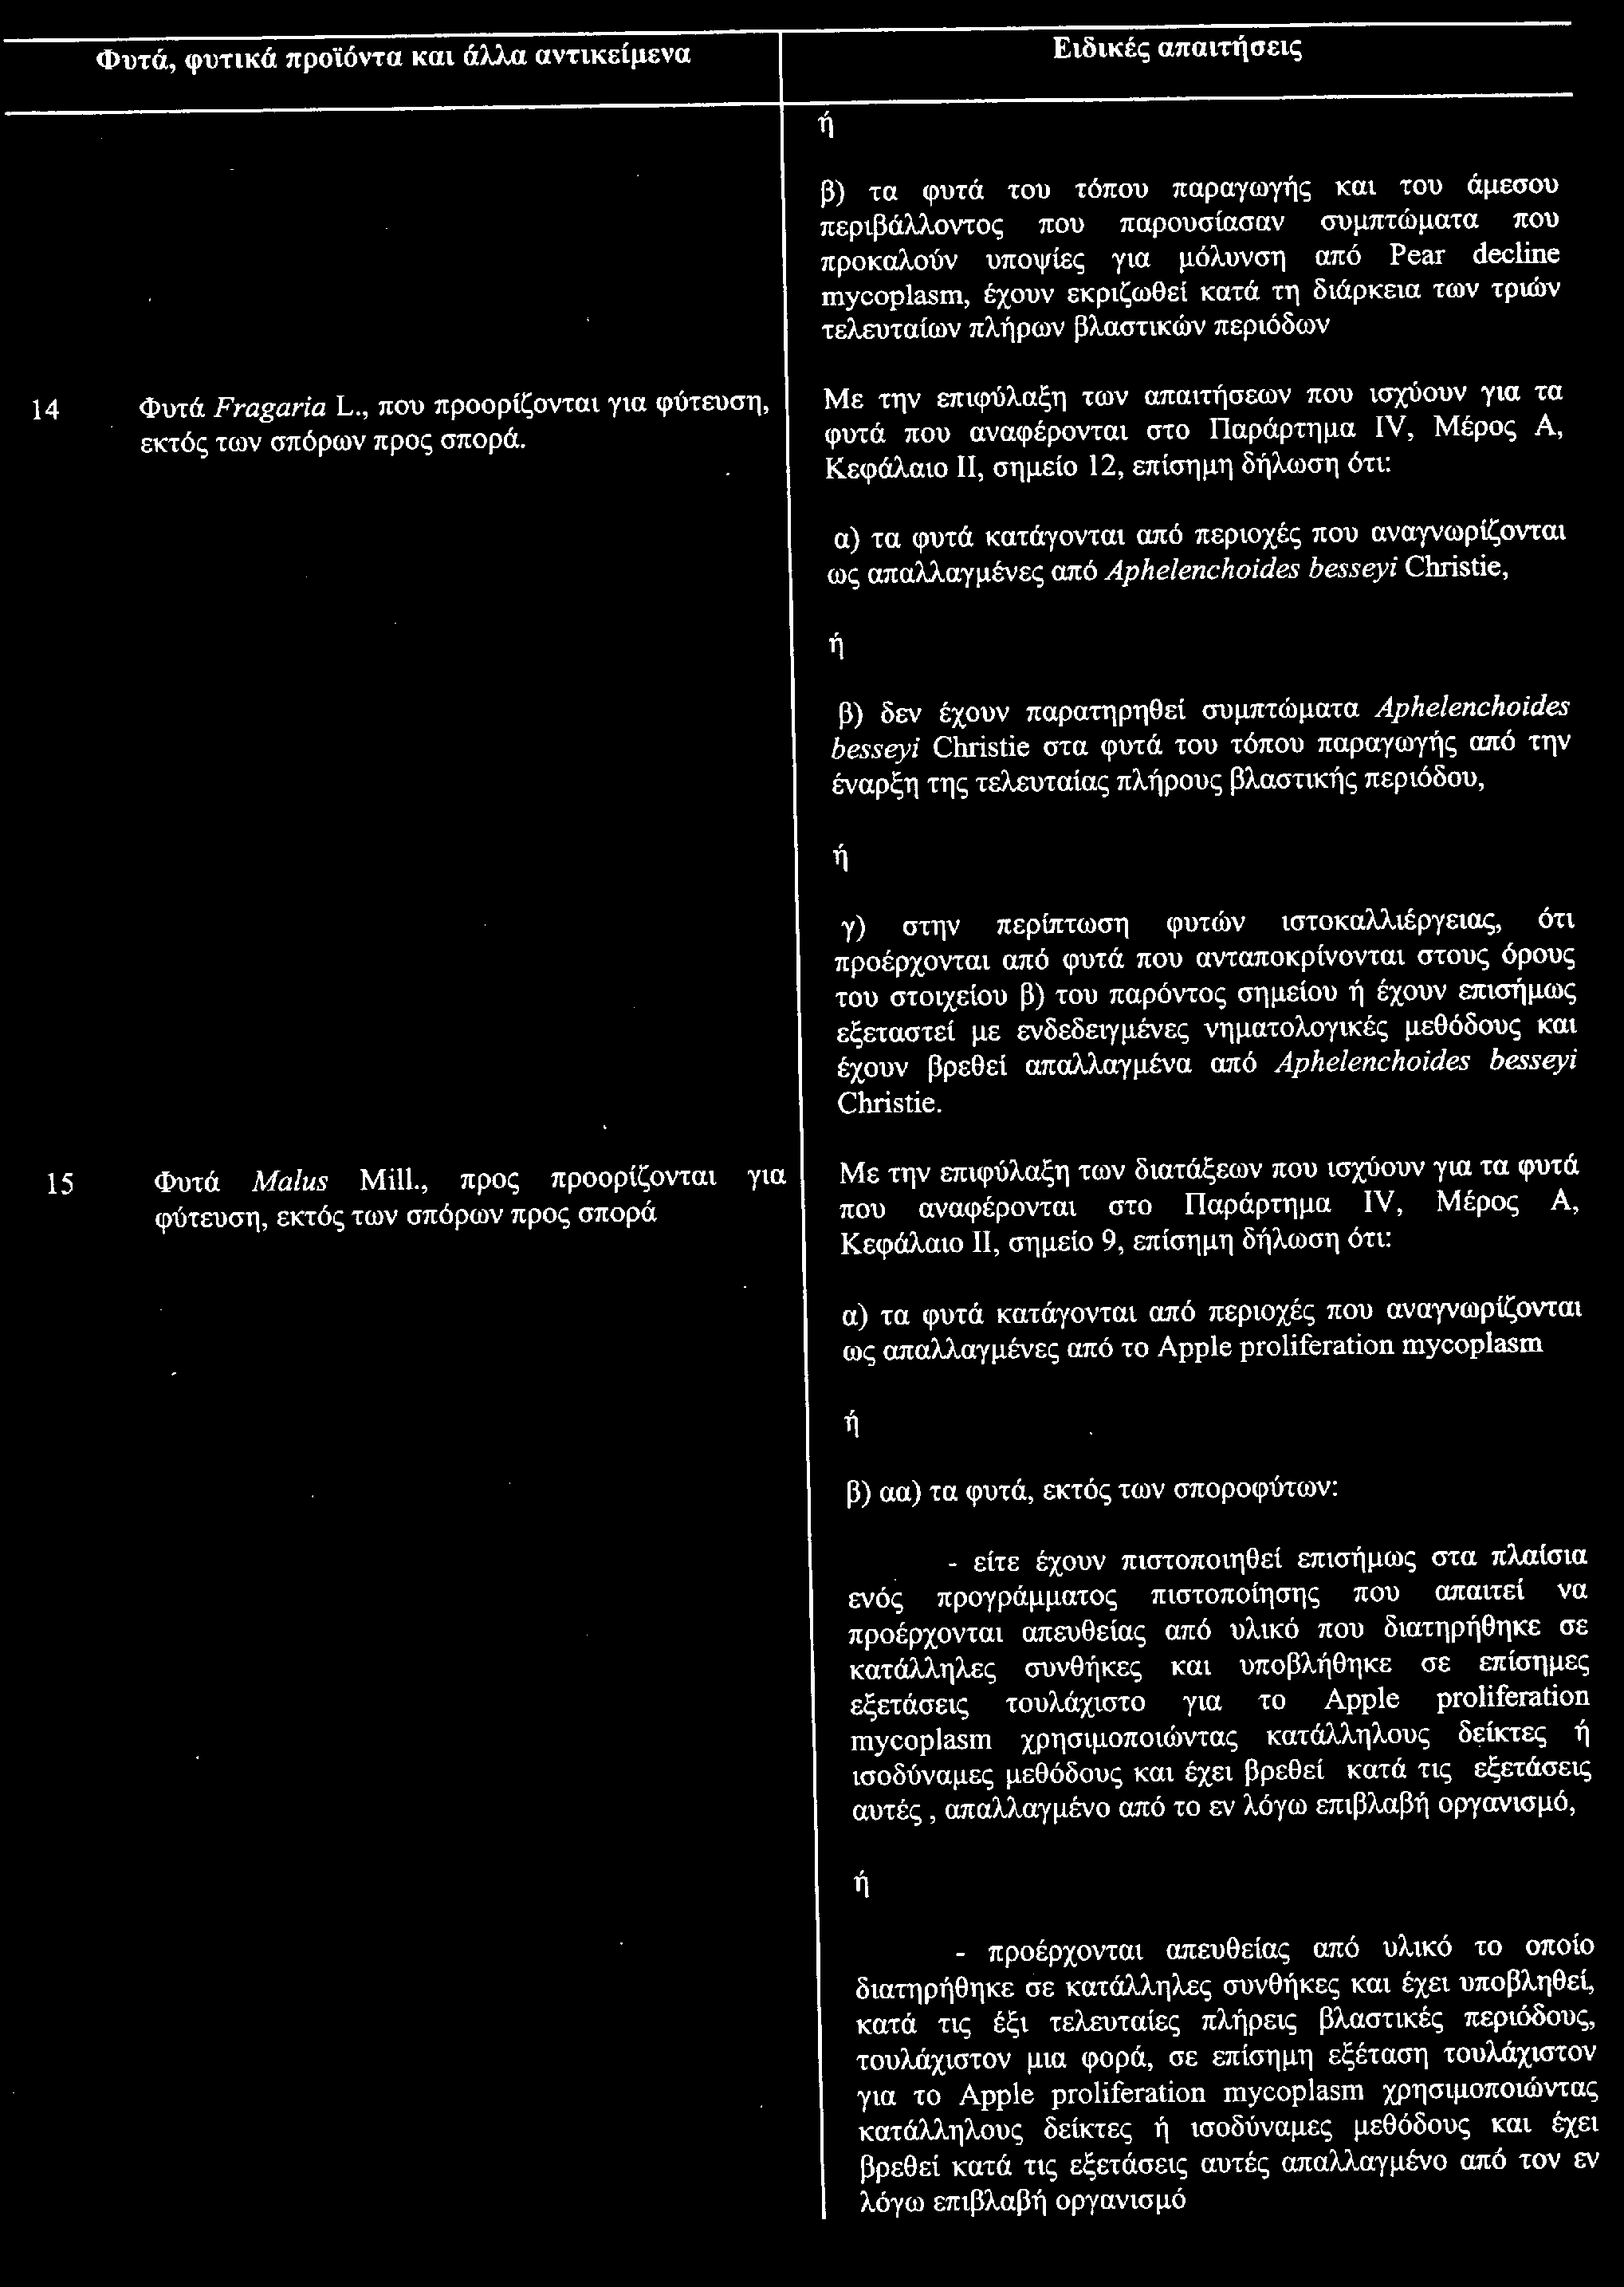 Φυτά, φυτικά προϊόντα και άλλα αντικείμενα
Ειδικές απαιτήσεις
ή
β) τα φυτά του τόπου παραγωγής και του άμεσου
περιβάλλοντος που παρουσίασαν συμπτώματα που
προκαλούν υποψίες για μόλυνση από Pear decline
mycoplasm, έχουν εκριζωθεί κατά τη διάρκεια των τριών
τελευταίων πλήρων βλαστικών περιόδων
14 Φυτά Fragaria L., που προορίζονται για φύτευση,
εκτός των σπόρων προς σπορά.
Με την επιφύλαξη των απαιτήσεων που ισχύουν για τα
φυτά που αναφέρονται στο Παράρτημα IV, Μέρος Α,
Κεφάλαιο ΙΙ, σημείο 12, επίσημη δήλωση ότι:
α) τα φυτά κατάγονται από περιοχές που αναγνωρίζονται
ως απαλλαγμένες από Aphelenchoides besseyi Christie,
ή
β) δεν έχουν παρατηρηθεί συμπτώματα Aphelenchoides
besseyi Christie στα φυτά του τόπου παραγωγής από την
έναρξη της τελευταίας πλήρους βλαστικής περιόδου,
ή
γ) στην περίπτωση φυτών ιστοκαλλιέργειας, ότι
προέρχονται από φυτά που ανταποκρίνονται στους όρους
του στοιχείου β) του παρόντος σημείου ή έχουν επισήμως
εξεταστεί με ενδεδειγμένες νηματολογικές μεθόδους και
έχουν βρεθεί απαλλαγμένα από Aphelenchoides besseyi
Christie.
15 Φυτά Malus Mill., προς προορίζονται για
φύτευση, εκτός των σπόρων προς σπορά
Με την επιφύλαξη των διατάξεων που ισχύουν για τα φυτά
που αναφέρονται στο Παράρτημα IV, Μέρος Α,
Κεφάλαιο ΙΙ, σημείο 9, επίσημη δήλωση ότι:
α) τα φυτά κατάγονται από περιοχές που αναγνωρίζονται
ως απαλλαγμένες από το Apple proliferation mycoplasm
ή
β) αα) τα φυτά, εκτός των σποροφύτων:
- είτε έχουν πιστοποιηθεί επισήμως στα πλαίσια
ενός προγράμματος πιστοποίησης που απαιτεί να
προέρχονται απευθείας από υλικό που διατηρήθηκε σε
κατάλληλες συνθήκες και υποβλήθηκε σε επίσημες
εξετάσεις τουλάχιστο για το Apple proliferation
mycoplasm χρησιμοποιώντας κατάλληλους δείκτες ή
ισοδύναμες μεθόδους και έχει βρεθεί κατά τις εξετάσεις
αυτές , απαλλαγμένο από το εν λόγω επιβλαβή οργανισμό,
ή
- προέρχονται απευθείας από υλικό το οποίο
διατηρήθηκε σε κατάλληλες συνθήκες και έχει υποβληθεί,
κατά τις έξι τελευταίες πλήρεις βλαστικές περιόδους,
τουλάχιστον μια φορά, σε επίσημη εξέταση τουλάχιστον
για το Apple proliferation mycoplasm χρησιμοποιώντας
κατάλληλους δείκτες ή ισοδύναμες μεθόδους και έχει
βρεθεί κατά τις εξετάσεις αυτές απαλλαγμένο από τον εν
λόγω επιβλαβή οργανισμό